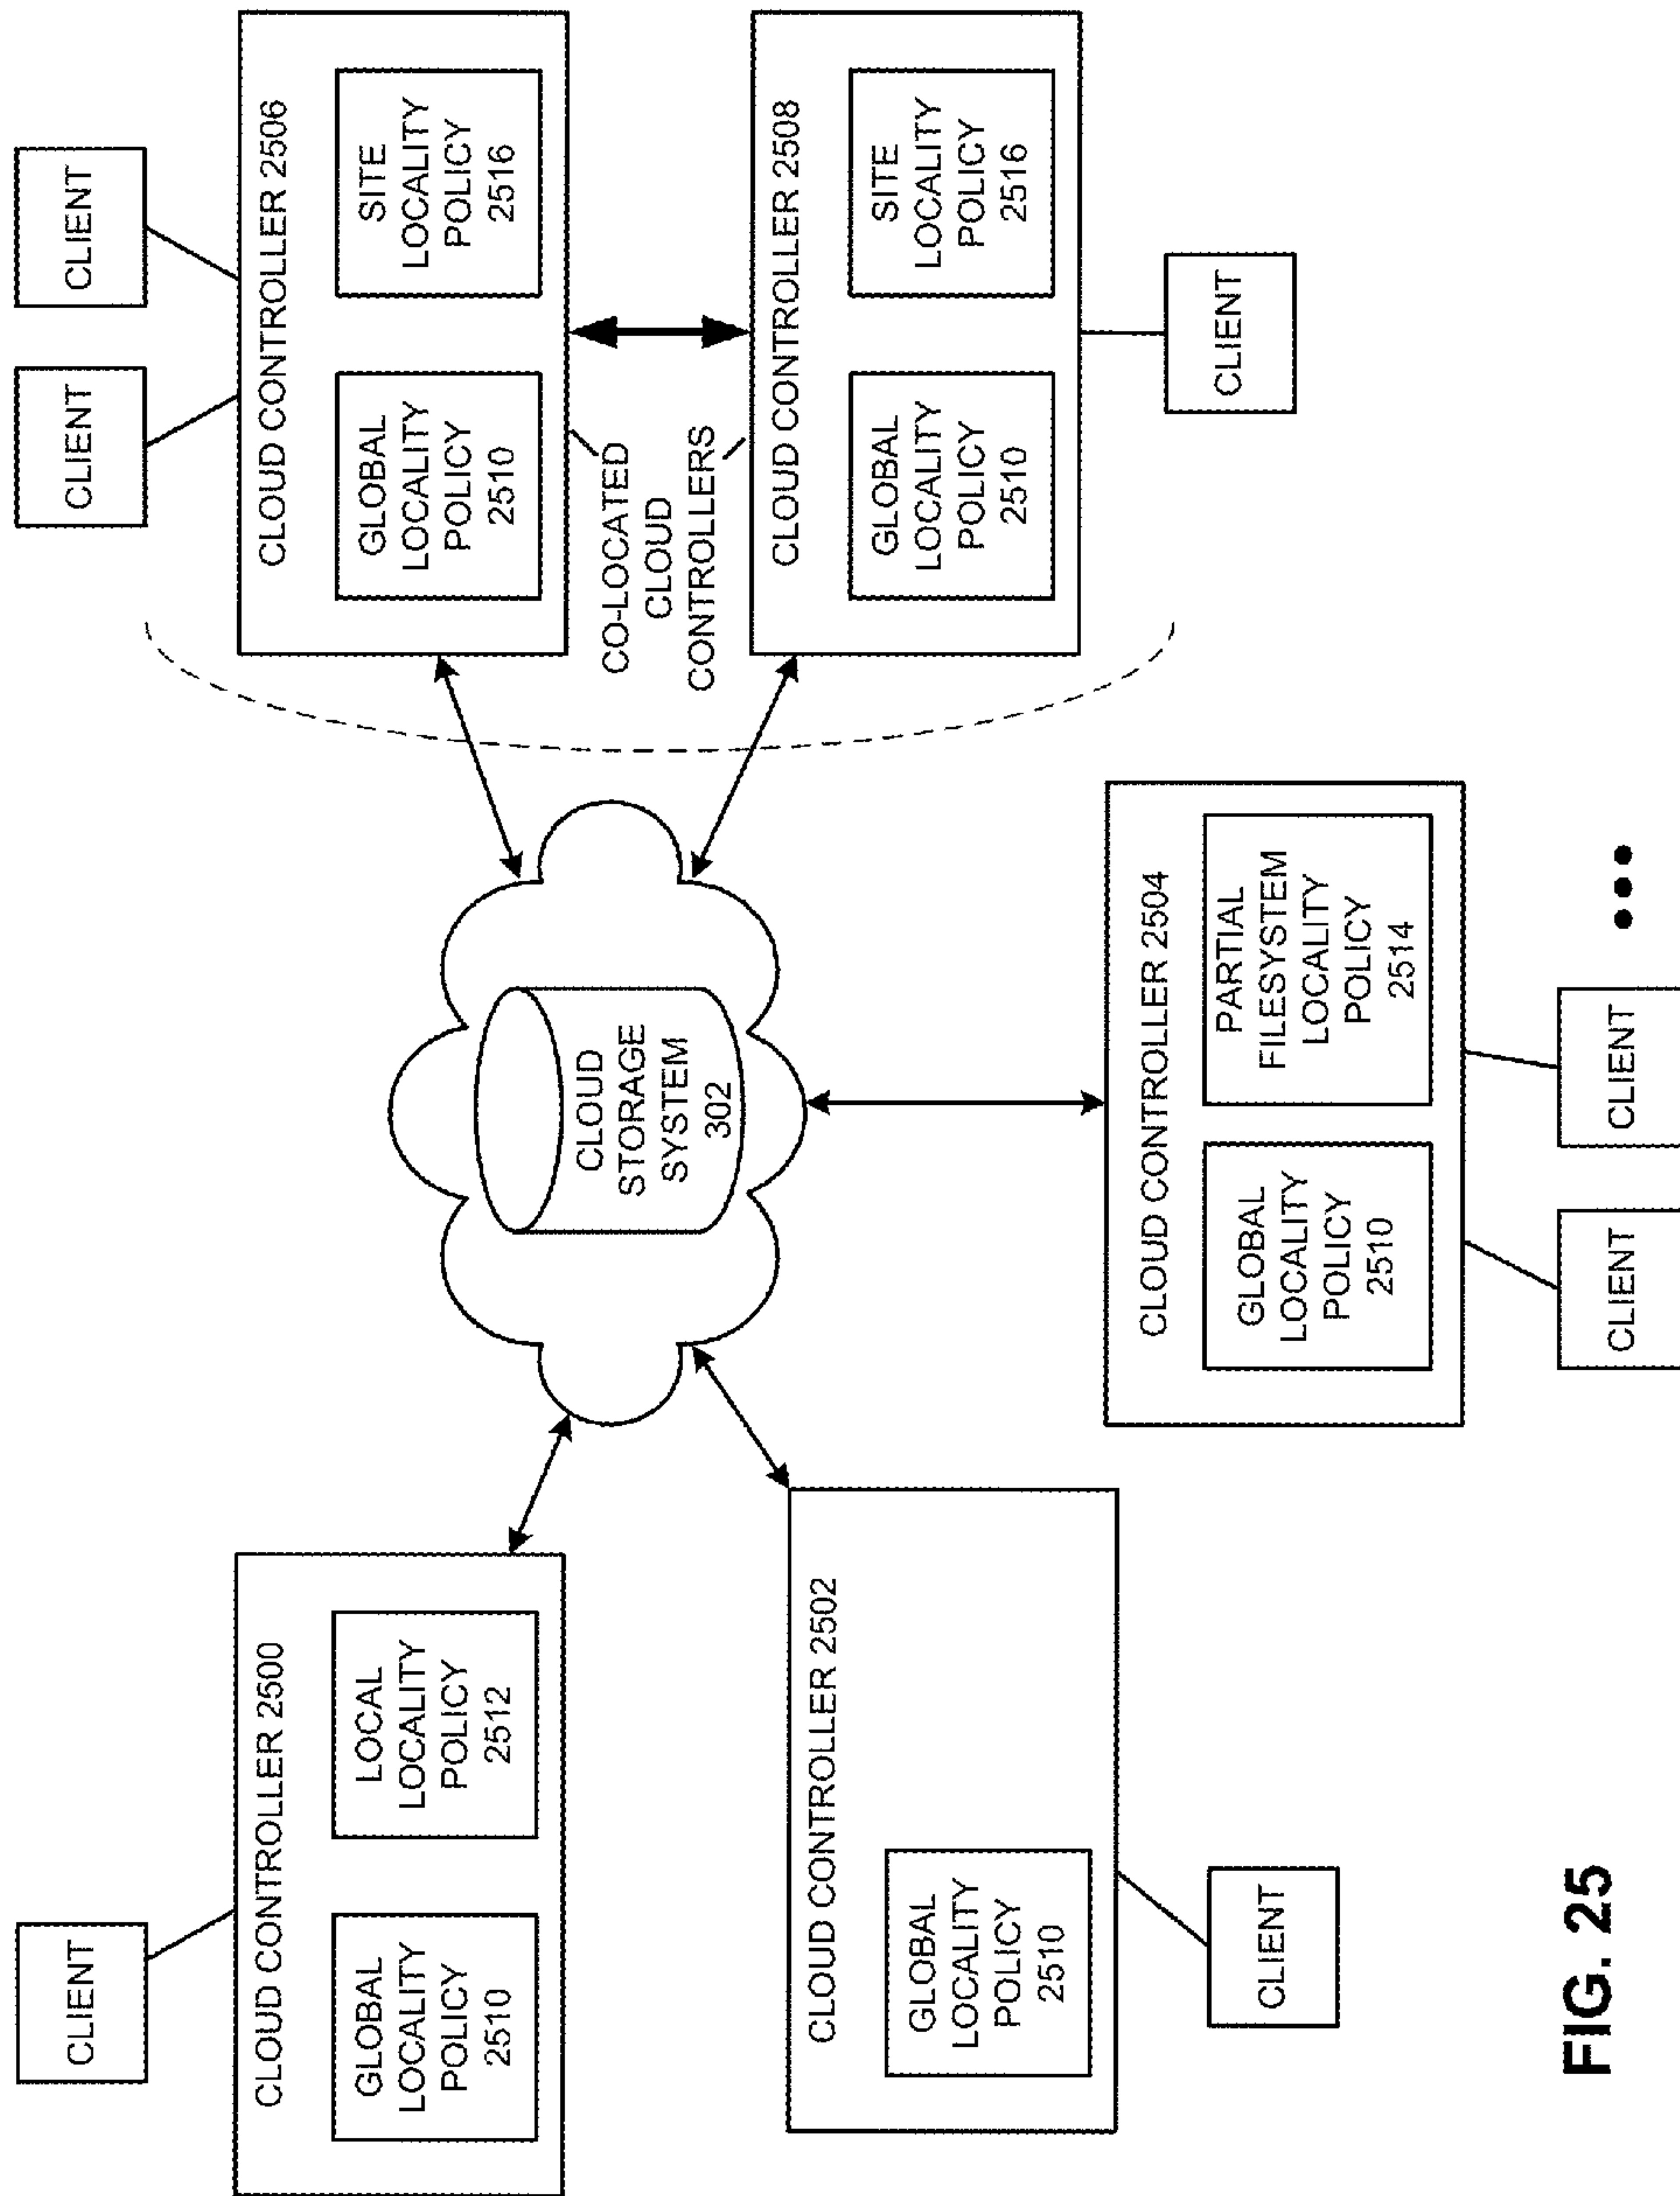 CLIENT
CLOUD CONTROLLER 2500
GLOBAL
LOCALITY
POLICY
2510
LOCAL
LOCALITY
POLICY
2512
CLOUD CONTROLLER 2502
GLOBAL
LOCALITY
POLICY
2510
CLIENT
CLOUD
STORAGE
SYSTEM
302
CLOUD CONTROLLER 2504
GLOBAL
LOCALITY
POLICY
2510
PARTIAL
FILESYSTEM
LOCALITY
POLICY
2514
CLIENT
CLIENT
CLIENT
CLIENT
CLOUD CONTROLLER 2506
GLOBAL
LOCALITY
POLICY
2510
SITE
LOCALITY
POLICY
2516
CO-LOCATED
CLOUD
CONTROLLERS
CLOUD CONTROLLER 2508
GLOBAL
LOCALITY
POLICY
2510
SITE
LOCALITY
POLICY
2516
CLIENT
FIG. 25